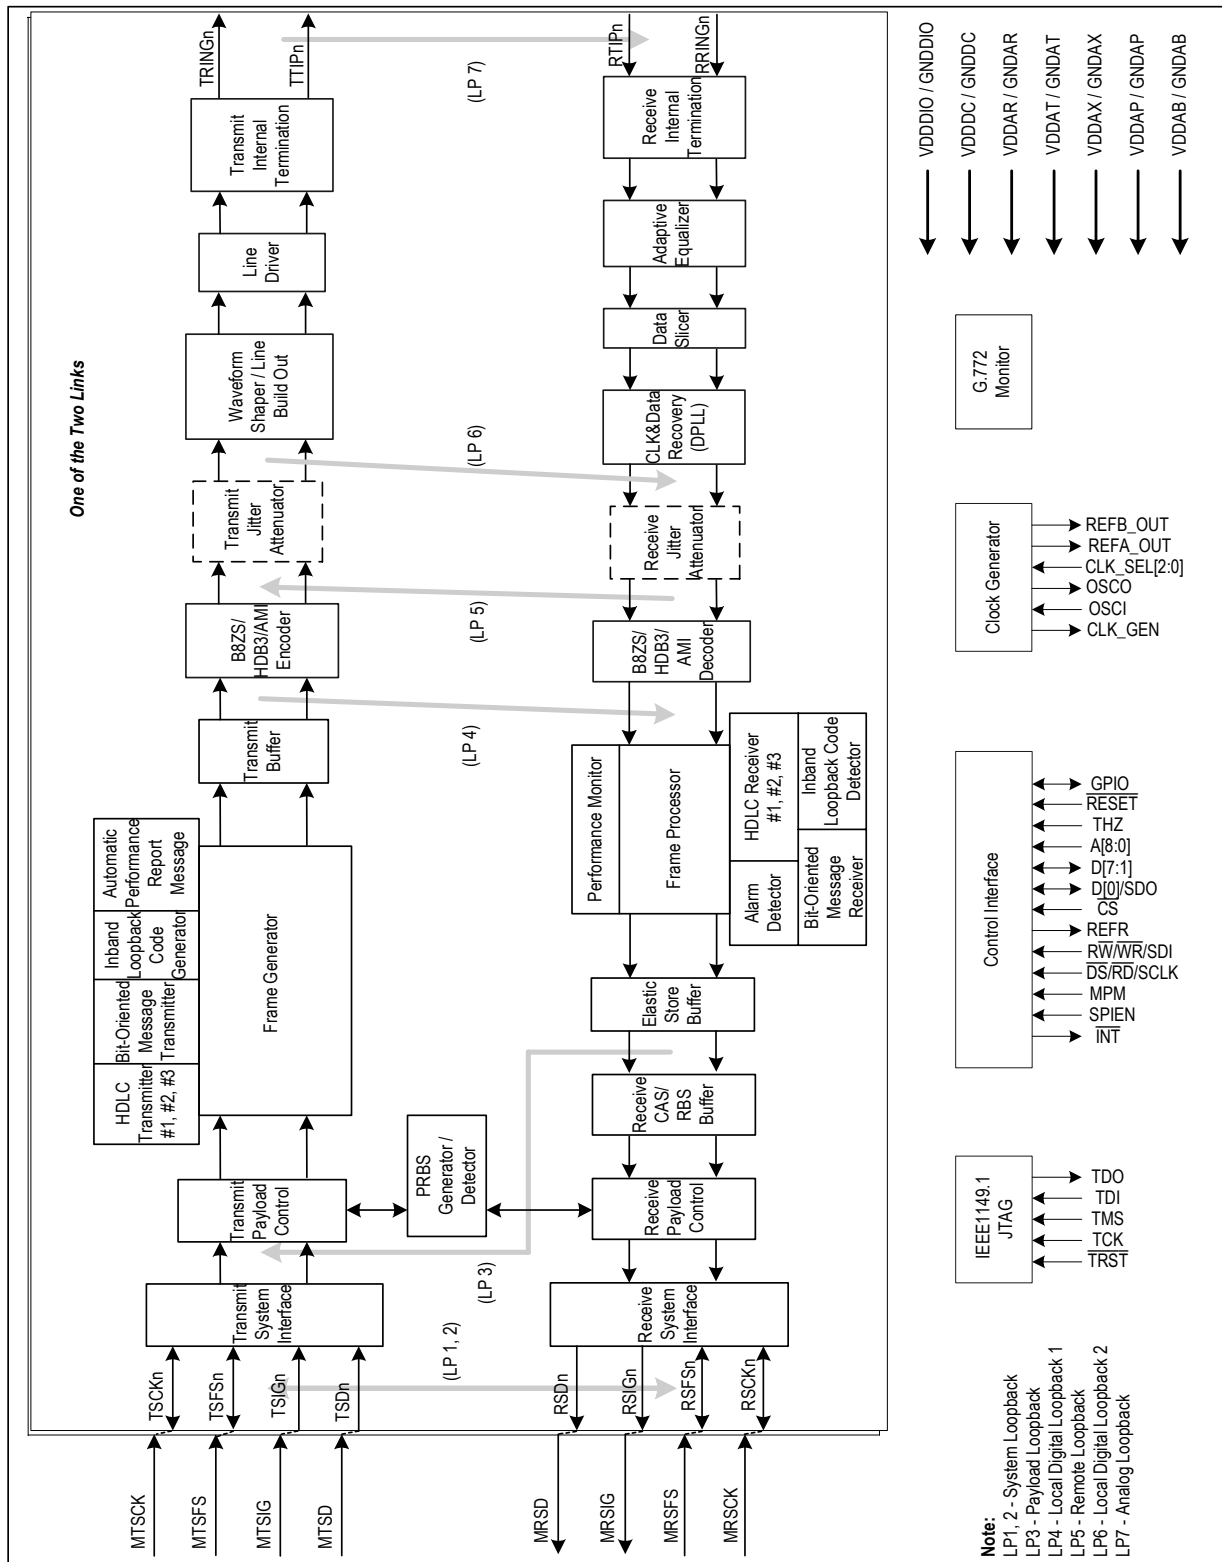 One of the Two Links
TRINGn
TTIPn
(LP 7)
RTIPn
RRINGn
Transmit
Internal
Termination
Receive
Internal
Termination
Line
Driver
Adaptive
Equalizer
Data
Slicer
Waveform
Shaper / Line
Build Out
CLK&Data
Recovery
(DPLL)
(LP 6)
Transmit
Jitter
Attenuator
Receive
Jitter
Attenuator
(LP 5)
B8ZS/
HDB3/AMI
Encoder
B8ZS/
HDB3/
AMI
Decoder
(LP 4)
Transmit
Buffer
Automatic
Performance
Report
Message
Inband
Loopback
Code
Generator
Bit-Oriented
Message
Transmitter
HDLC
Transmitter
#1, #2, #3
Frame Generator
Performance Monitor
Frame Processor
HDLC Receiver
#1, #2, #3
Inband
Loopback Code
Detector
Alarm
Detector
Bit-Oriented
Message
Receiver
Elastic
Store
Buffer
Receive
CAS/
RBS
Buffer
PRBS
Generator /
Detector
Transmit
Payload
Control
Receive
Payload
Control
(LP 3)
Transmit
System
Interface
Receive
System
Interface
(LP 1, 2)
TSCKn
TSFSn
TSIGn
TSDn
RSDn
RSIGn
RSFSn
RSCKn
MTSCK
MTSFS
MTSIG
MTSD
MRSD
MRSIG
MRSFS
MRSCK
VDDDIO / GNDDIO
VDDDC / GNDDC
VDDAR / GNDAR
VDDAT / GNDAT
VDDAX / GNDAX
VDDAP / GNDAP
VDDAB / GNDAB
G.772
Monitor
Clock Generator
REFB_OUT
REFA_OUT
CLK_SEL[2:0]
OSCO
OSCI
CLK_GEN
Control Interface
GPIO
RESET
THZ
A[8:0]
D[7:1]
D[0]/SDO
CS
REFR
RW/WR/SDI
DS/RD/SCLK
MPM
SPIEN
INT
IEEE1149.1
JTAG
TDO
TDI
TMS
TCK
TRST
Note:
LP1, 2 - System Loopback
LP3 - Payload Loopback
LP4 - Local Digital Loopback 1
LP5 - Remote Loopback
LP6 - Local Digital Loopback 2
LP7 - Analog Loopback